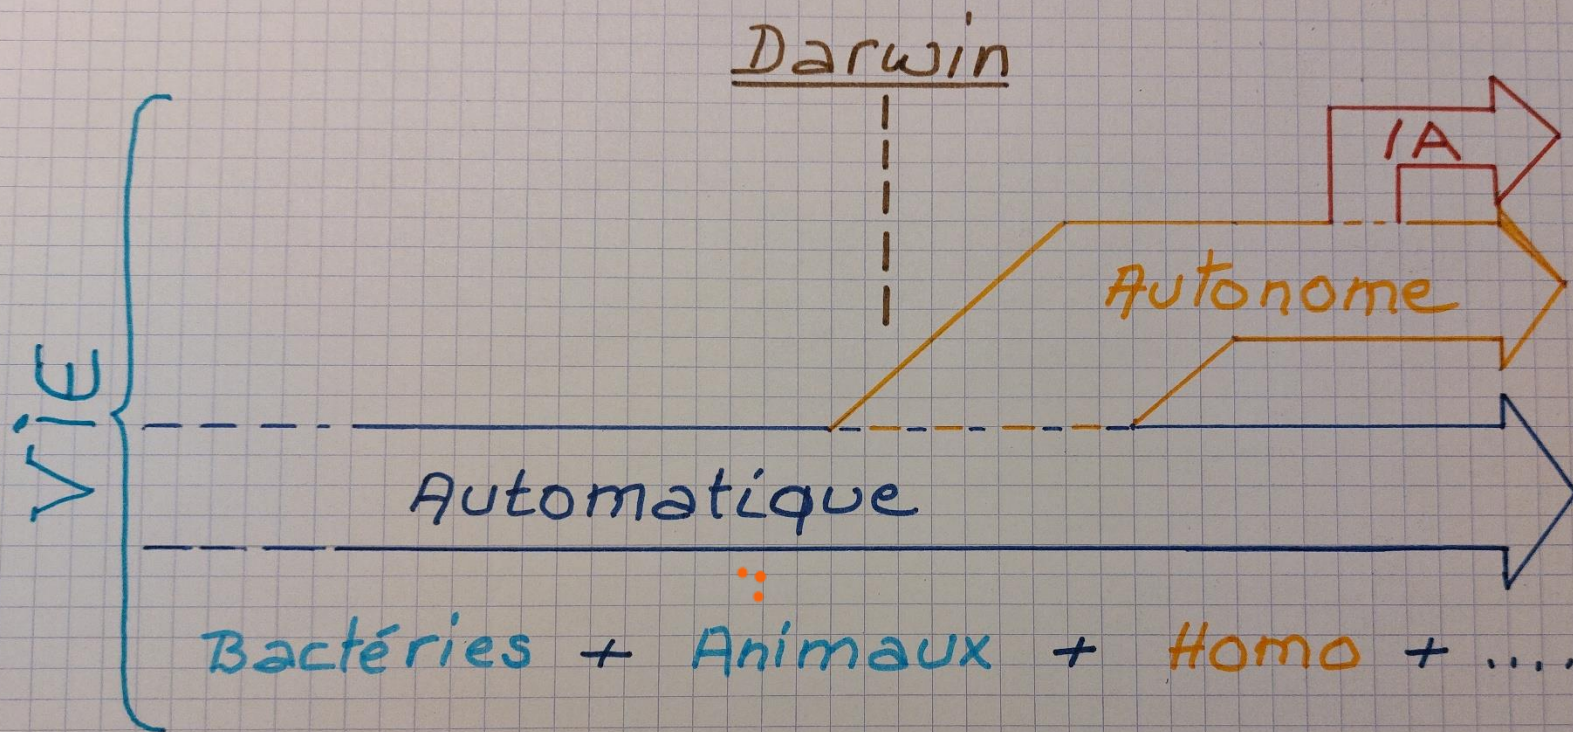 Darwin
IA
Autonome
Vie
Automatique
Bactéries + Animaux + Homo + ....